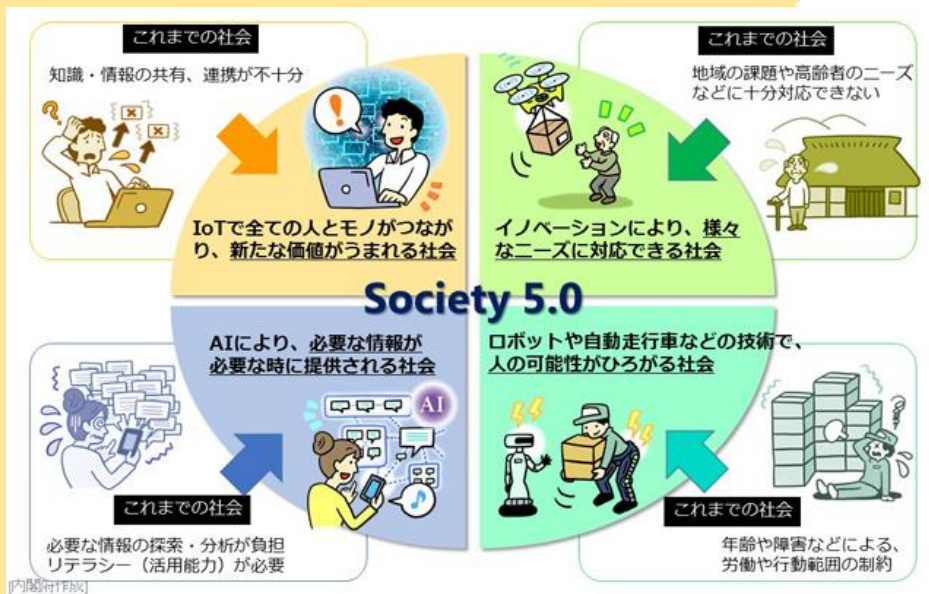 これまでの社会
知識・情報の共有、連携が不十分
IoTで全ての人とモノがつなが
り、新たな価値がうまれる社会
これまでの社会
地域の課題や高齢者のニーズ
などに十分対応できない
イノベーションにより、様々
なニーズに対応できる社会
Society 5.0
AIにより、必要な情報が
必要な時に提供される社会
AI
これまでの社会
必要な情報の探索・分析が負担
リテラシー（活用能力）が必要
ロボットや自動走行車などの技術で、
人の可能性がひろがる社会
これまでの社会
年齢や障害などによる、
労働や行動範囲の制約
[内閣府作成]